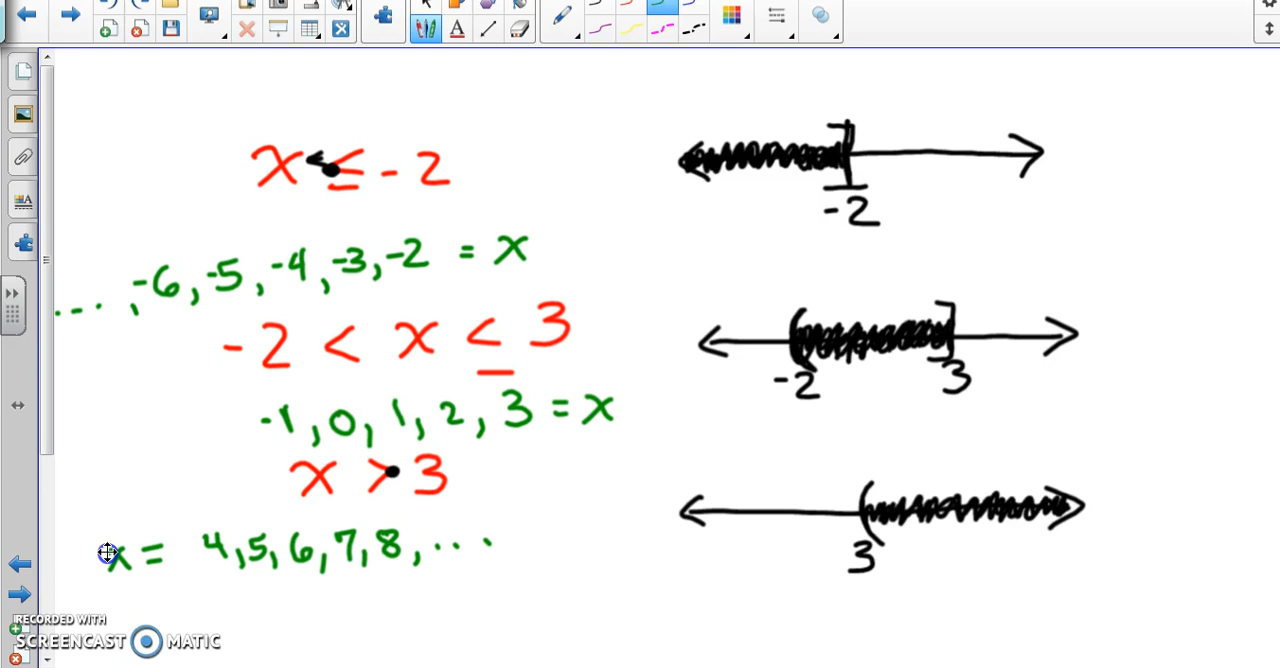 x ≤ -2
-2
..., -6, -5, -4, -3, -2 = x
-2 < x ≤ 3
-2 3
-1, 0, 1, 2, 3 = x
x > 3
3
x = 4, 5, 6, 7, 8, ...
RECORDED WITH
SCREENCAST MATIC